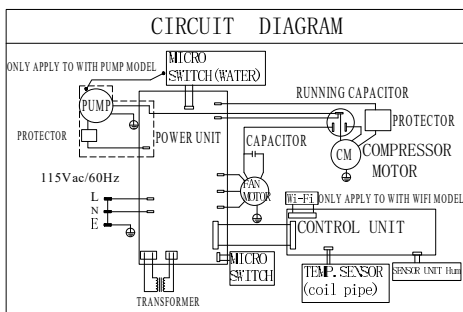 CIRCUIT DIAGRAM
ONLY APPLY TO WITH PUMP MODEL
MICRO
SWITCH(WATER)
RUNNING CAPACITOR
PUMP
PROTECTOR
POWER UNIT
CAPACITOR
PROTECTOR
CM
COMPRESSOR
MOTOR
115Vac/60Hz
L
N
E
FAN
MOTOR
Wi-Fi
ONLY APPLY TO WITH WIFI MODEL
CONTROL UNIT
MICRO
SWITCH
TRANSFORMER
TEMP.SENSOR
(coil pipe)
SENSOR UNIT Hum